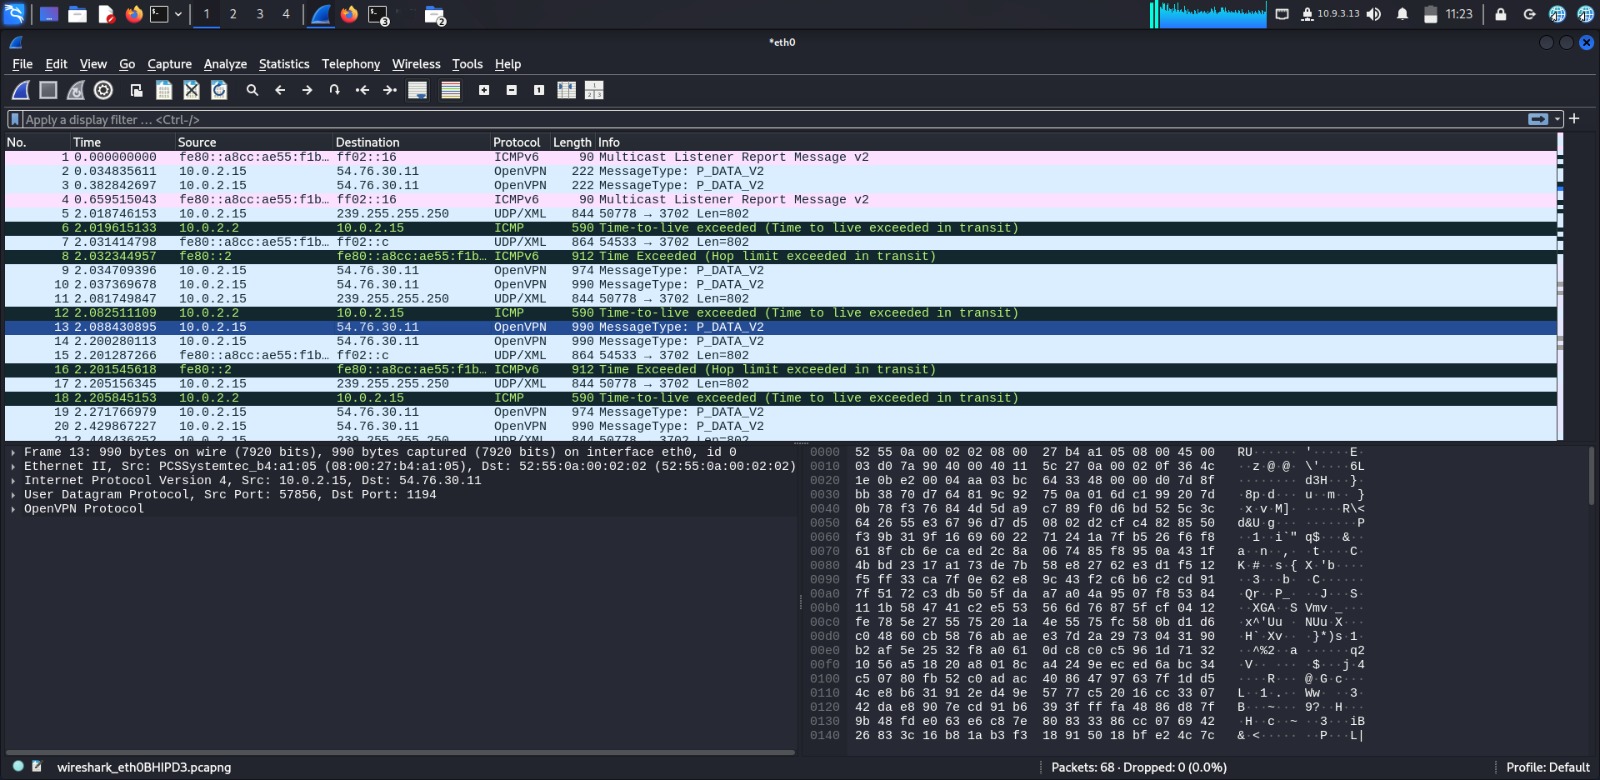 1 2 3 4 3 2 10.9.3.13 11:23
*eth0
File Edit View Go Capture Analyze Statistics Telephony Wireless Tools Help
Apply a display filter ... <Ctrl-/>
No. Time Source Destination Protocol Length Info
1 0.000000000 fe80::a8cc:ae55:f1b… ff02::16 ICMPv6 90 Multicast Listener Report Message v2
2 0.034835611 10.0.2.15 54.76.30.11 OpenVPN 222 MessageType: P_DATA_V2
3 0.382842697 10.0.2.15 54.76.30.11 OpenVPN 222 MessageType: P_DATA_V2
4 0.659515043 fe80::a8cc:ae55:f1b… ff02::16 ICMPv6 90 Multicast Listener Report Message v2
5 2.018746153 10.0.2.15 239.255.255.250 UDP/XML 844 50778 → 3702 Len=802
6 2.019615133 10.0.2.2 10.0.2.15 ICMP 590 Time-to-live exceeded (Time to live exceeded in transit)
7 2.031414798 fe80::a8cc:ae55:f1b… ff02::c UDP/XML 864 54533 → 3702 Len=802
8 2.032344957 fe80::2 fe80::a8cc:ae55:f1b… ICMPv6 912 Time Exceeded (Hop limit exceeded in transit)
9 2.034709396 10.0.2.15 54.76.30.11 OpenVPN 974 MessageType: P_DATA_V2
10 2.037369678 10.0.2.15 54.76.30.11 OpenVPN 990 MessageType: P_DATA_V2
11 2.081749847 10.0.2.15 239.255.255.250 UDP/XML 844 50778 → 3702 Len=802
12 2.082511109 10.0.2.2 10.0.2.15 ICMP 590 Time-to-live exceeded (Time to live exceeded in transit)
13 2.088430895 10.0.2.15 54.76.30.11 OpenVPN 990 MessageType: P_DATA_V2
14 2.200280113 10.0.2.15 54.76.30.11 OpenVPN 990 MessageType: P_DATA_V2
15 2.201287266 fe80::a8cc:ae55:f1b… ff02::c UDP/XML 864 54533 → 3702 Len=802
16 2.201545618 fe80::2 fe80::a8cc:ae55:f1b… ICMPv6 912 Time Exceeded (Hop limit exceeded in transit)
17 2.205156345 10.0.2.15 239.255.255.250 UDP/XML 844 50778 → 3702 Len=802
18 2.205845153 10.0.2.2 10.0.2.15 ICMP 590 Time-to-live exceeded (Time to live exceeded in transit)
19 2.271766979 10.0.2.15 54.76.30.11 OpenVPN 974 MessageType: P_DATA_V2
20 2.429867227 10.0.2.15 54.76.30.11 OpenVPN 990 MessageType: P_DATA_V2
21 2.448436252 10.0.2.15 239.255.255.250 UDP/XML 844 50778 → 3702 Len=802
Frame 13: 990 bytes on wire (7920 bits), 990 bytes captured (7920 bits) on interface eth0, id 0
Ethernet II, Src: PCSSystemtec_b4:a1:05 (08:00:27:b4:a1:05), Dst: 52:55:0a:00:02:02 (52:55:0a:00:02:02)
Internet Protocol Version 4, Src: 10.0.2.15, Dst: 54.76.30.11
User Datagram Protocol, Src Port: 57856, Dst Port: 1194
OpenVPN Protocol
0000 52 55 0a 00 02 02 08 00 27 b4 a1 05 08 00 45 00 RU······ '·····E·
0010 03 d0 7a 90 40 00 40 11 5c 27 0a 00 02 0f 36 4c ··z·@·@· \'····6L
0020 1e 0b e2 00 04 aa 03 bc 64 33 48 00 00 d0 7d 8f ········ d3H···}·
0030 bb 38 70 d7 64 81 9c 92 75 0a 01 6d c1 99 20 7d ·8p·d··· u··m·· }
0040 0b 78 f3 76 84 4d 5d a9 c7 89 f0 d6 bd 52 5c 3c ·x·v·M]· ·····R\<
0050 64 26 55 e3 67 96 d7 d5 08 02 d2 cf c4 82 85 50 d&U·g··· ·······P
0060 f3 9b 31 9f 16 69 60 22 71 24 1a 7f b5 26 f6 f8 ··1··i`" q$···&··
0070 61 8f cb 6e ca ed 2c 8a 06 74 85 f8 95 0a 43 1f a··n··,· ·t····C·
0080 4b bd 23 17 a1 73 de 7b 58 e8 27 62 e3 d1 f5 12 K·#··s·{ X·'b····
0090 f5 ff 33 ca 7f 0e 62 e8 9c 43 f2 c6 b6 c2 cd 91 ··3···b· ·C······
00a0 7f 51 72 c3 db 50 5f da a7 a0 4a 95 07 f8 53 84 ·Qr··P_· ··J···S·
00b0 11 1b 58 47 41 c2 e5 53 56 6d 76 87 5f cf 04 12 ··XGA··S Vmv·_···
00c0 fe 78 5e 27 55 75 20 1a 4e 55 75 fc 58 0b d1 d6 ·x^'Uu · NUu·X···
00d0 c0 48 60 cb 58 76 ab ae e3 7d 2a 29 73 04 31 90 ·H`·Xv·· ·}*)s·1·
00e0 b2 af 5e 25 32 f8 a0 61 0d c8 c0 c5 96 1d 71 32 ··^%2··a ······q2
00f0 10 56 a5 18 20 a8 01 8c a4 24 9e ec ed 6a bc 34 ·V·· ··· ·$···j·4
0100 c5 07 80 fb 52 c0 ad ac 40 86 47 97 63 7f 1d d5 ····R··· @·G·c···
0110 4c e8 b6 31 91 2e d4 9e 57 77 c5 20 16 cc 33 07 L··1·.·· Ww· ··3·
0120 42 da e8 90 7e cd 91 b6 39 3f ff fa 48 86 d8 7f B···~··· 9?··H···
0130 9b 48 fd e0 63 e6 c8 7e 80 83 33 86 cc 07 69 42 ·H··c··~ ··3···iB
0140 26 83 3c 16 b8 1a b3 f3 18 91 50 18 bf e2 4c 7c &·<····· ··P···L|
wireshark_eth0BHIPD3.pcapng Packets: 68 · Dropped: 0 (0.0%) Profile: Default